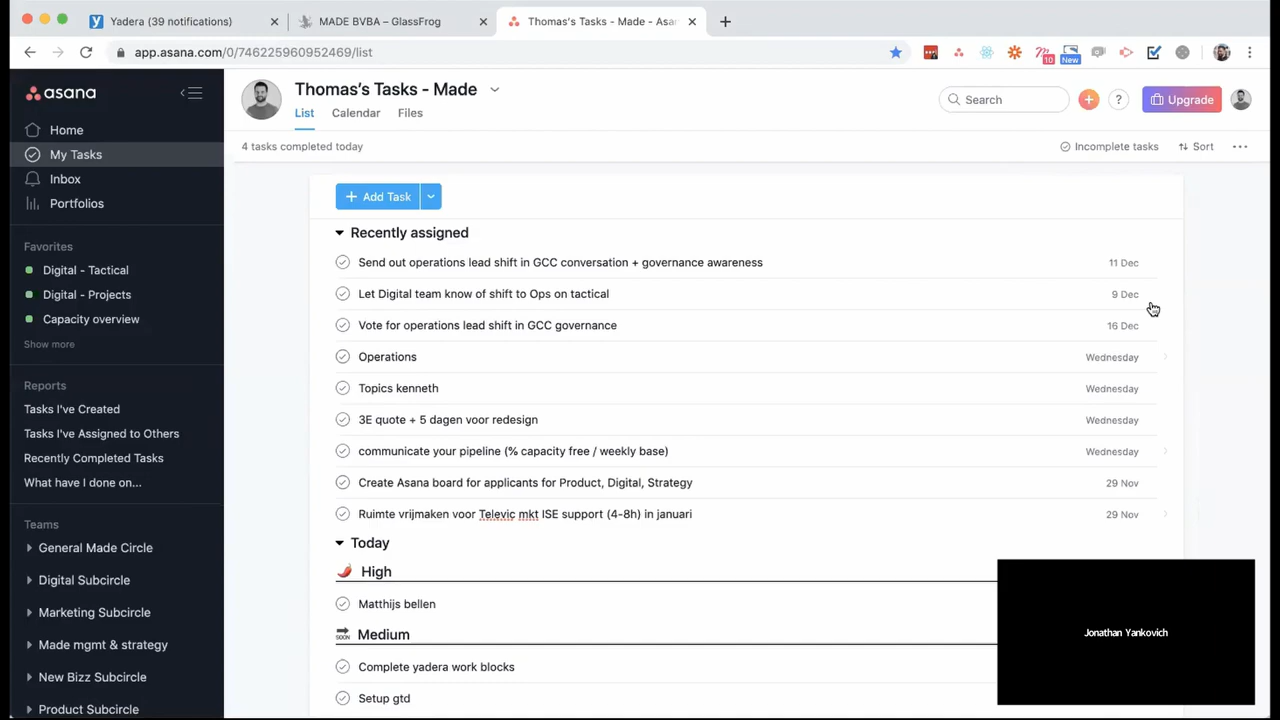 Yadera (39 notifications)
MADE BVBA – GlassFrog
Thomas's Tasks - Made - Asan
app.asana.com/0/746225960952469/list
10
New
asana
Thomas's Tasks - Made
List
Calendar
Files
Search
?
Upgrade
Home
My Tasks
Inbox
Portfolios
Favorites
Digital - Tactical
Digital - Projects
Capacity overview
Show more
Reports
Tasks I've Created
Tasks I've Assigned to Others
Recently Completed Tasks
What have I done on...
Teams
General Made Circle
Digital Subcircle
Marketing Subcircle
Made mgmt & strategy
New Bizz Subcircle
Product Subcircle
4 tasks completed today
Incomplete tasks
Sort
+ Add Task
Recently assigned
Send out operations lead shift in GCC conversation + governance awareness
11 Dec
Let Digital team know of shift to Ops on tactical
9 Dec
Vote for operations lead shift in GCC governance
16 Dec
Operations
Wednesday
Topics kenneth
Wednesday
3E quote + 5 dagen voor redesign
Wednesday
communicate your pipeline (% capacity free / weekly base)
Wednesday
Create Asana board for applicants for Product, Digital, Strategy
29 Nov
Ruimte vrijmaken voor Televic mkt ISE support (4-8h) in januari
29 Nov
Today
High
Matthijs bellen
SOON
Medium
Complete yadera work blocks
Setup gtd
Jonathan Yankovich